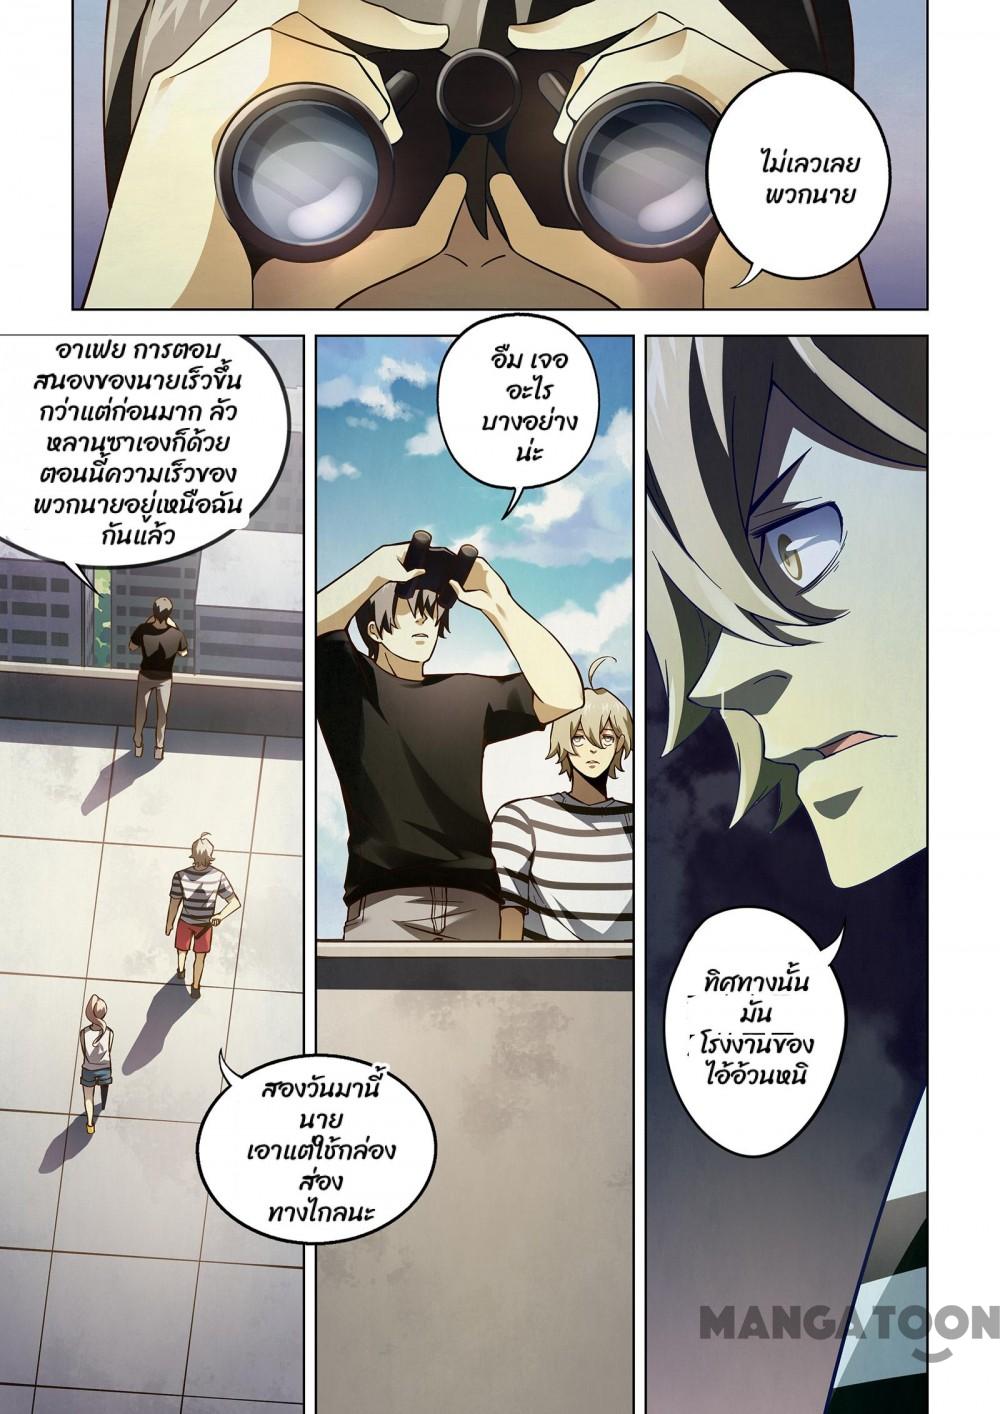 ไม่เลวเลย
พวกนาย
อาเฟย การตอบ
สนองของนายเร็วขึ้น
กว่าแต่ก่อนมาก ลัว
หลานซาเองก็ด้วย
ตอนนี้ความเร็วของ
พวกนายอยู่เหนือฉัน
กันแล้ว
สองวันมานี้
นาย
เอาแต่ใช้กล่อง
ส่อง
ทางไกลนะ
อืม เจอ
อะไร
บางอย่าง
น่ะ
ทิศทางนั้น
มัน
โรงงานของ
ไอ้อ้วนหนิ
MANGATOON